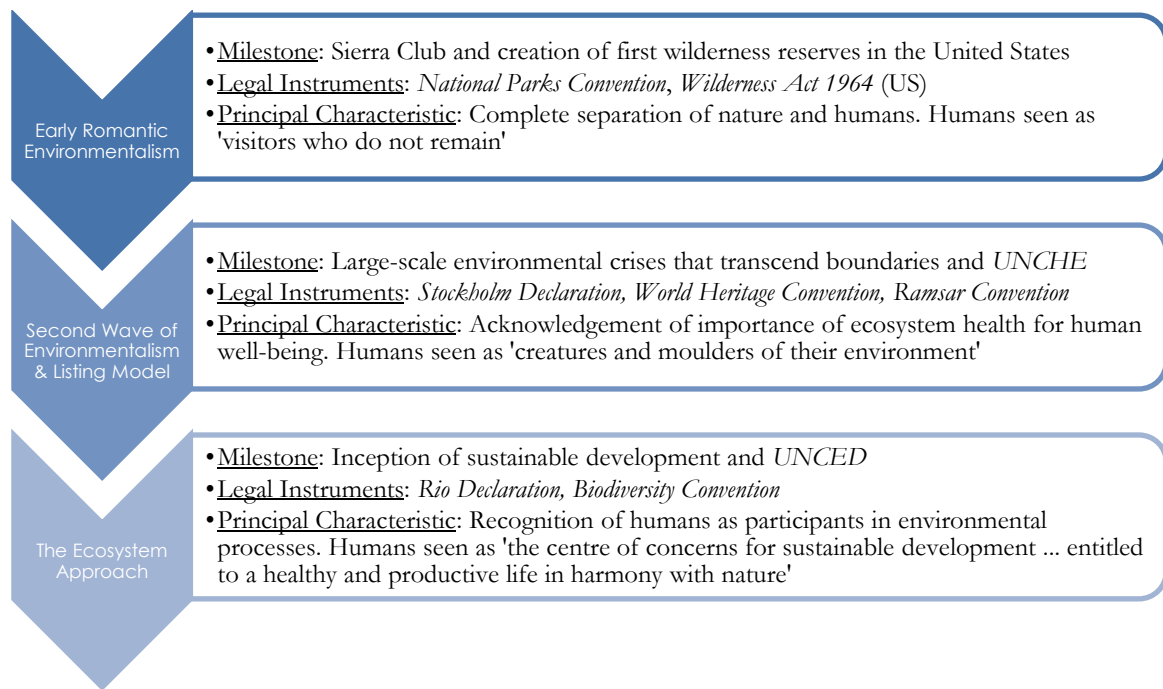 Early Romantic
Environmentalism
•Milestone: Sierra Club and creation of first wilderness reserves in the United States
•Legal Instruments: National Parks Convention, Wilderness Act 1964 (US)
•Principal Characteristic: Complete separation of nature and humans. Humans seen as
'visitors who do not remain'
Second Wave of
Environmentalism
& Listing Model
•Milestone: Large-scale environmental crises that transcend boundaries and UNCHE
•Legal Instruments: Stockholm Declaration, World Heritage Convention, Ramsar Convention
•Principal Characteristic: Acknowledgement of importance of ecosystem health for human
well-being. Humans seen as 'creatures and moulders of their environment'
The Ecosystem
Approach
•Milestone: Inception of sustainable development and UNCED
•Legal Instruments: Rio Declaration, Biodiversity Convention
•Principal Characteristic: Recognition of humans as participants in environmental
processes. Humans seen as 'the centre of concerns for sustainable development ... entitled
to a healthy and productive life in harmony with nature'